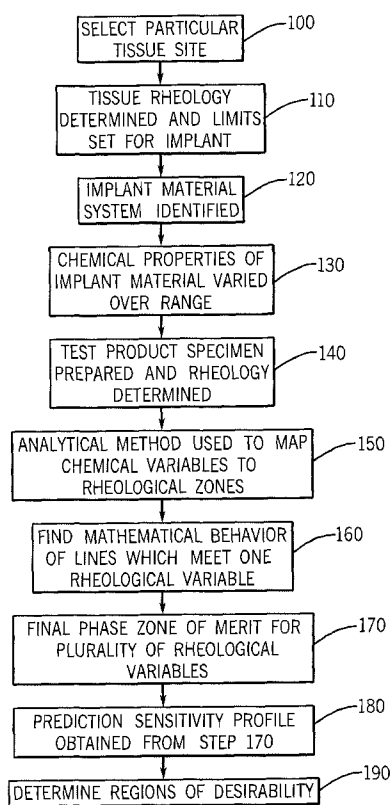 SELECT PARTICULAR
TISSUE SITE
100
TISSUE RHEOLOGY
DETERMINED AND LIMITS
SET FOR IMPLANT
110
IMPLANT MATERIAL
SYSTEM IDENTIFIED
120
CHEMICAL PROPERTIES OF
IMPLANT MATERIAL VARIED
OVER RANGE
130
TEST PRODUCT SPECIMEN
PREPARED AND RHEOLOGY
DETERMINED
140
ANALYTICAL METHOD USED TO MAP
CHEMICAL VARIABLES TO
RHEOLOGICAL ZONES
150
FIND MATHEMATICAL BEHAVIOR
OF LINES WHICH MEET ONE
RHEOLOGICAL VARIABLE
160
FINAL PHASE ZONE OF MERIT FOR
PLURALITY OF RHEOLOGICAL
VARIABLES
170
PREDICTION SENSITIVITY PROFILE
OBTAINED FROM STEP 170
180
DETERMINE REGIONS OF DESIRABILITY
190